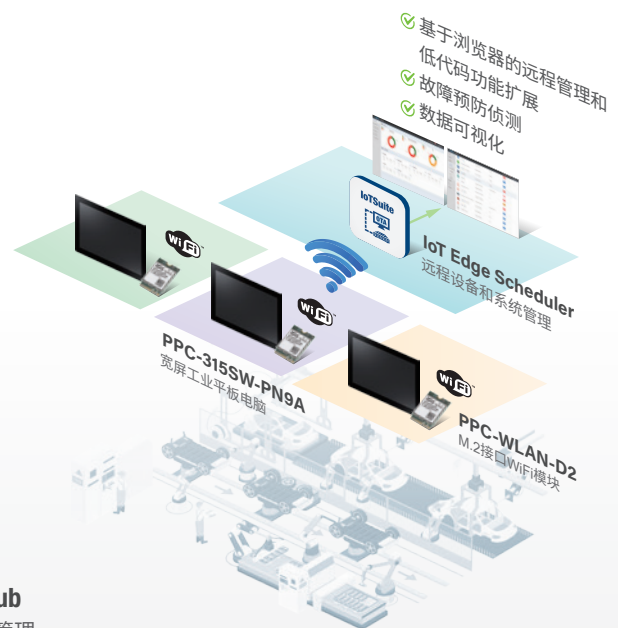 基于浏览器的远程管理和
低代码功能扩展
故障预防侦测
数据可视化
IoTSuite
OTA
IoT Edge Scheduler
远程设备和系统管理
WiFi
WiFi
PPC-315SW-PN9A
宽屏工业平板电脑
WiFi
PPC-WLAN-D2
M.2接口WiFi模块
ub
管理